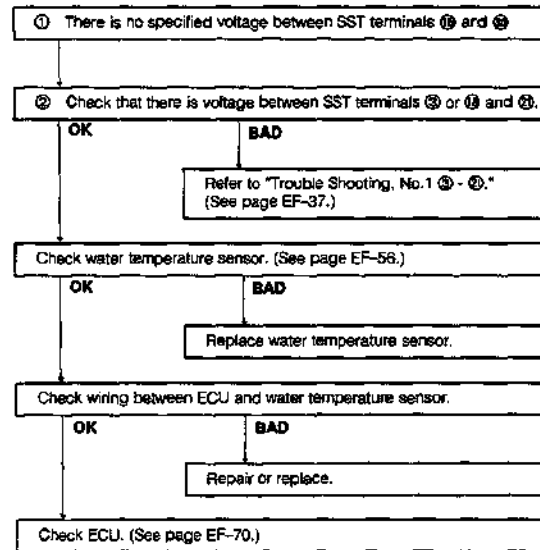 ① There is no specified voltage between SST terminals and
② Check that there is voltage between SST terminals or and
OK BAD
Refer to "Trouble Shooting, No.1
(See page EF–37.)
Check water temperature sensor. (See page EF–56.)
OK BAD
Replace water temperature sensor.
Check wiring between ECU and water temperature sensor.
OK BAD
Repair or replace.
Check ECU. (See page EF–70.)